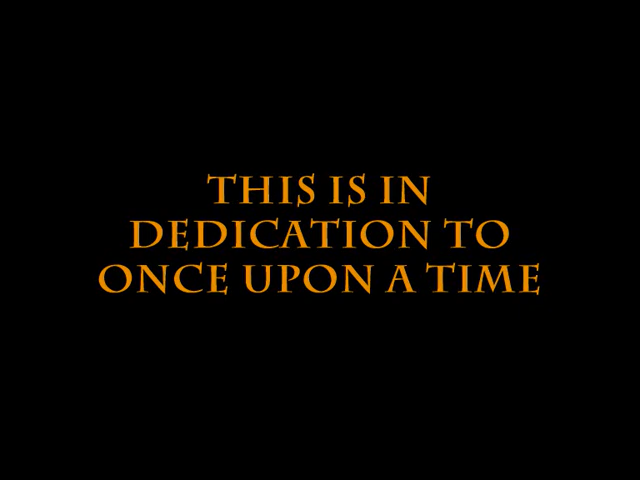 THIS IS IN
DEDICATION TO
ONCE UPON A TIME